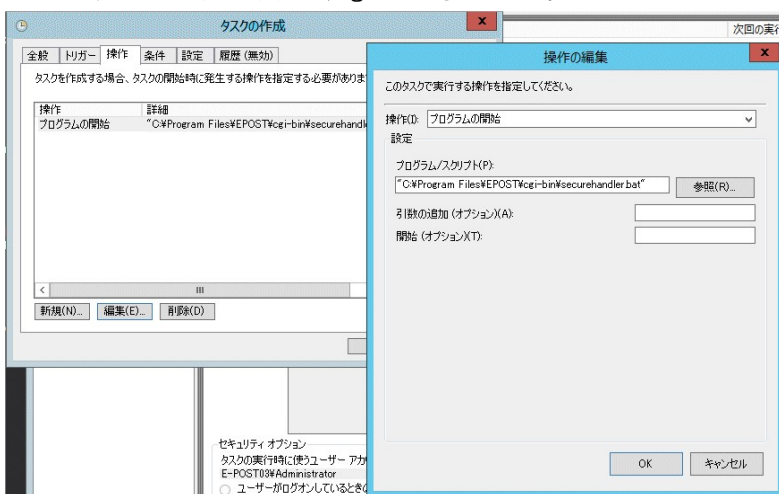 タスクの作成
x
次回の実行
全般 トリガー 操作 条件 設定 履歴 (無効)
タスクを作成する場合、タスクの開始時に発生する操作を指定する必要があります
操作 詳細
プログラムの開始 "C:¥Program Files¥EPOST¥cgi-bin¥securehandl
新規(N)... 編集(E)... 削除(D)
セキュリティ オプション
タスクの実行時に使うユーザー アカ
E-POST03¥Administrator
ユーザーがログオンしているときの
操作の編集
x
このタスクで実行する操作を指定してください。
操作(I): プログラムの開始
設定
プログラム/スクリプト(P):
"C:¥Program Files¥EPOST¥cgi-bin¥securehandler.bat" 参照(R)...
引数の追加 (オプション)(A):
開始 (オプション)(T):
OK キャンセル